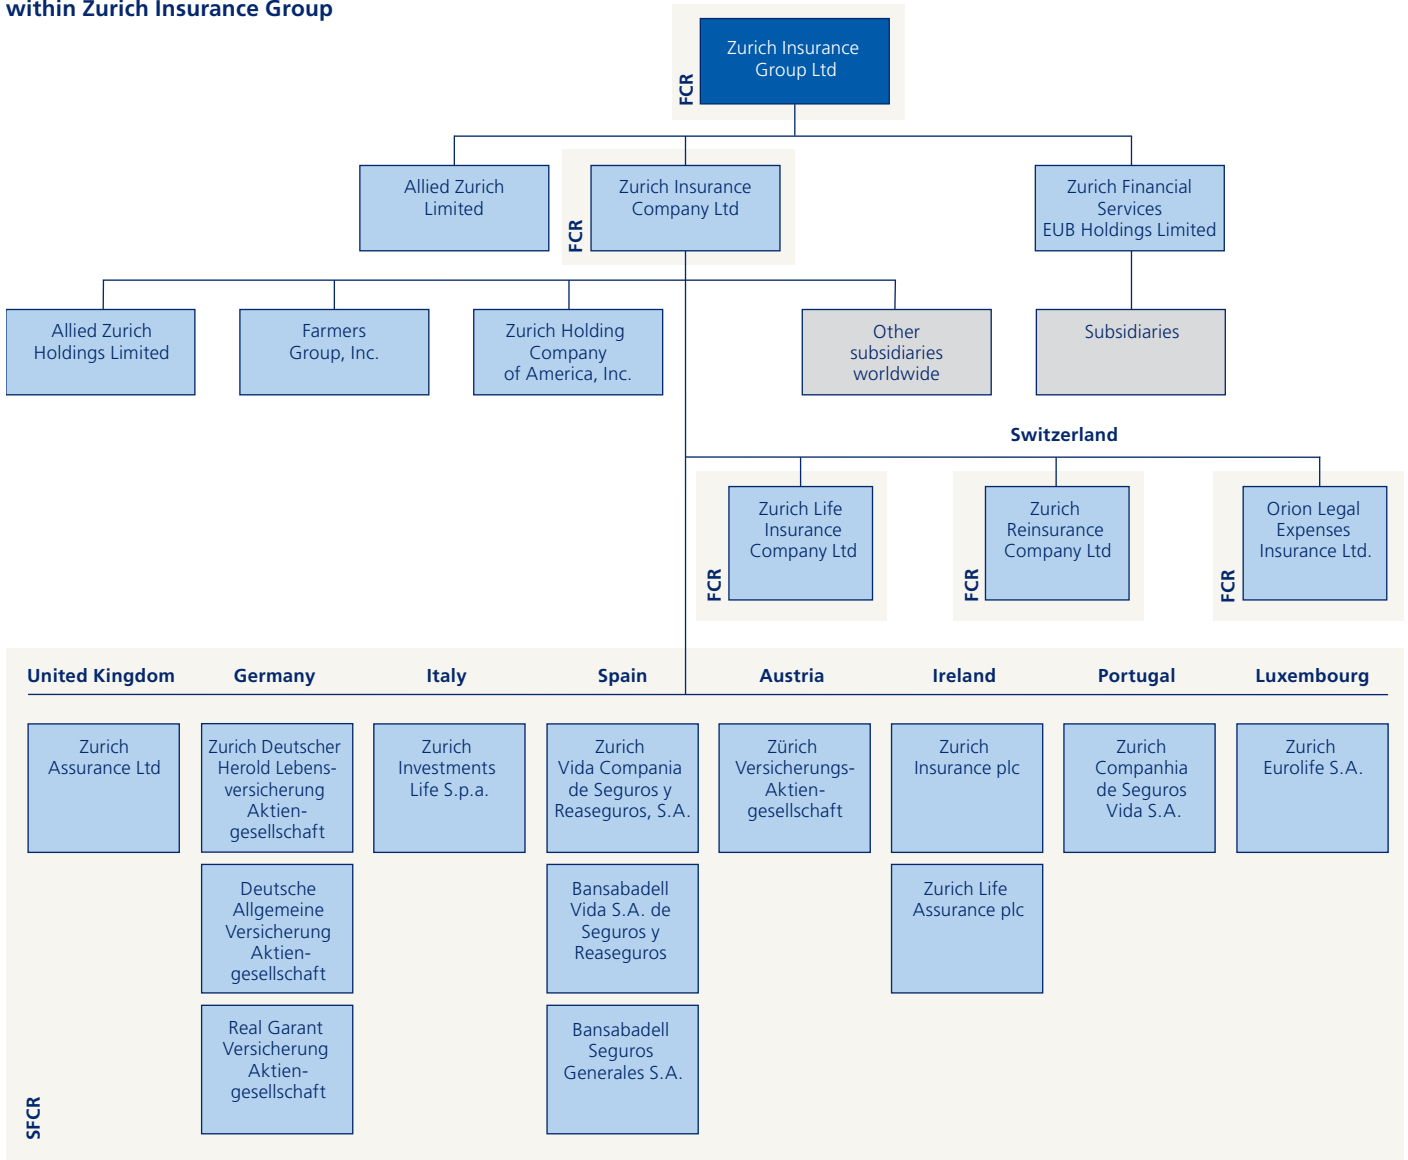 within Zurich Insurance Group
Zurich Insurance
Group Ltd
FCR
Allied Zurich
Limited
Zurich Insurance
Company Ltd
FCR
Zurich Financial
Services
EUB Holdings Limited
Allied Zurich
Holdings Limited
Farmers
Group, Inc.
Zurich Holding
Company
of America, Inc.
Other
subsidiaries
worldwide
Subsidiaries
Switzerland
Zurich Life
Insurance
Company Ltd
FCR
Zurich
Reinsurance
Company Ltd
FCR
Orion Legal
Expenses
Insurance Ltd.
FCR
United Kingdom
Germany
Italy
Spain
Austria
Ireland
Portugal
Luxembourg
Zurich
Assurance Ltd
Zurich Deutscher
Herold Lebens-
versicherung
Aktien-
gesellschaft
Zurich
Investments
Life S.p.a.
Zurich
Vida Compania
de Seguros y
Reaseguros, S.A.
Zürich
Versicherungs-
Aktien-
gesellschaft
Zurich
Insurance plc
Zurich
Companhia
de Seguros
Vida S.A.
Zurich
Eurolife S.A.
Deutsche
Allgemeine
Versicherung
Aktien-
gesellschaft
Bansabadell
Vida S.A. de
Seguros y
Reaseguros
Zurich Life
Assurance plc
Real Garant
Versicherung
Aktien-
gesellschaft
Bansabadell
Seguros
Generales S.A.
SFCR